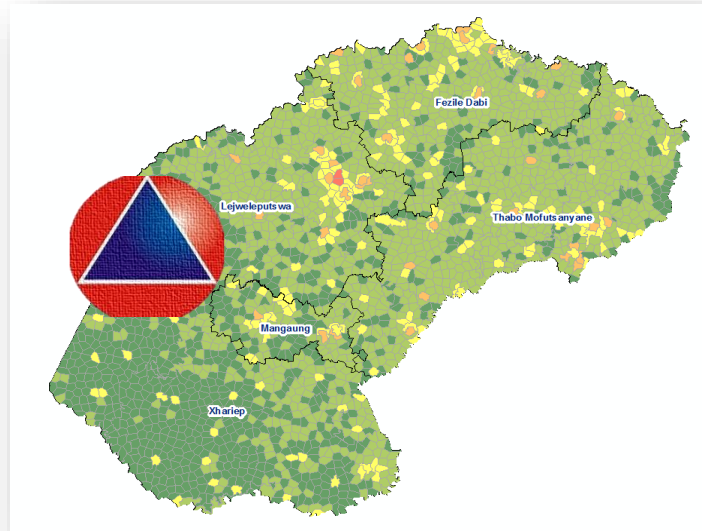 Fezile Dabi
Lejweleputswa
Thabo Mofutsanyane
Mangaung
Xhariep